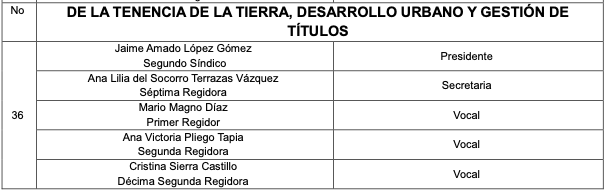 No
DE LA TENENCIA DE LA TIERRA, DESARROLLO URBANO Y GESTIÓN DE
TÍTULOS
36
Jaime Amado López Gómez
Segundo Síndico
Presidente
Ana Lilia del Socorro Terrazas Vázquez
Séptima Regidora
Secretaria
Mario Magno Díaz
Primer Regidor
Vocal
Ana Victoria Pliego Tapia
Segunda Regidora
Vocal
Cristina Sierra Castillo
Décima Segunda Regidora
Vocal